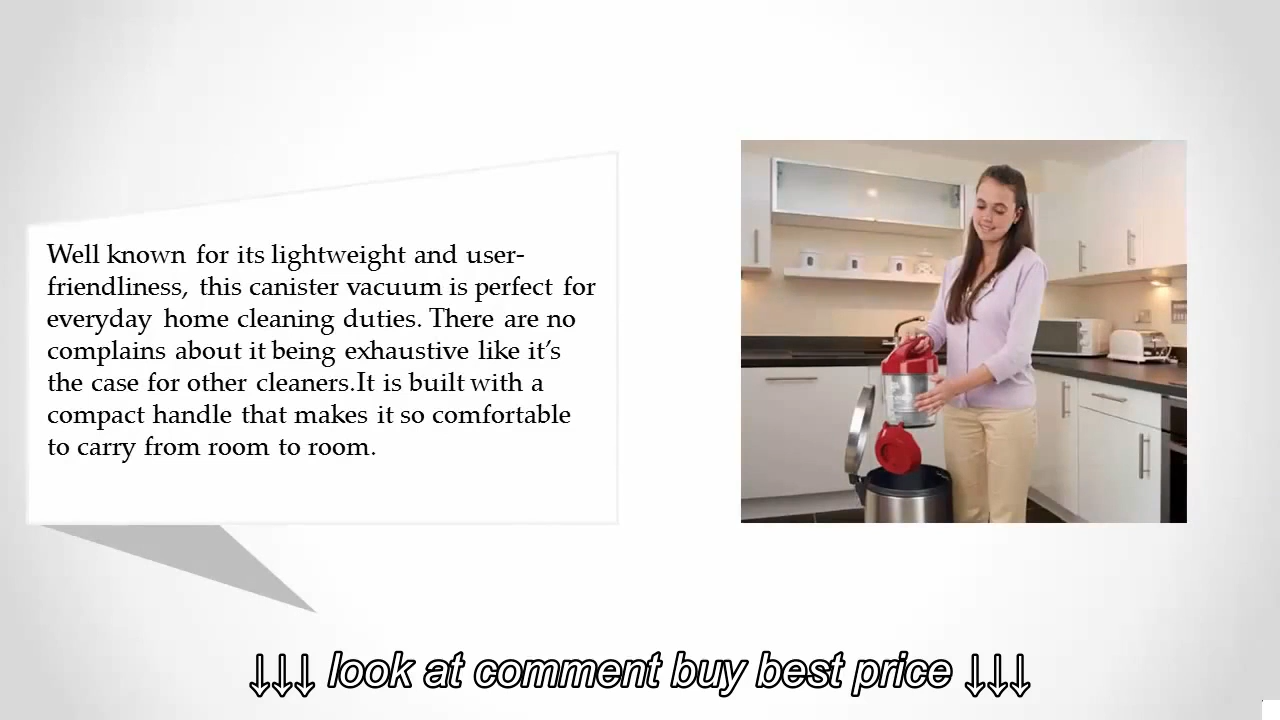 Well known for its lightweight and user-
friendliness, this canister vacuum is perfect for
everyday home cleaning duties. There are no
complains about it being exhaustive like it’s
the case for other cleaners.It is built with a
compact handle that makes it so comfortable
to carry from room to room.
↓↓↓ look at comment buy best price ↓↓↓